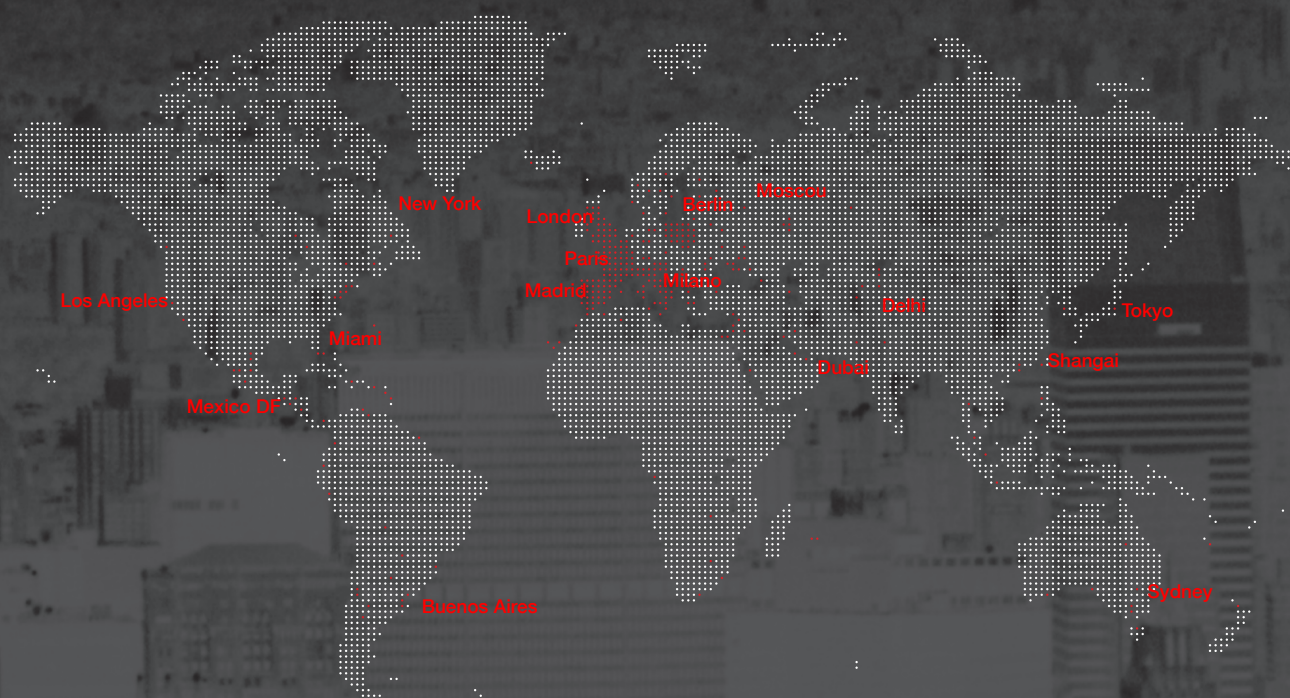 Moscou
New York
Berlin
London
Paris
Milano
Madrid
Los Angeles
Delhi
Tokyo
Miami
Shangai
Dubai
Mexico DF
Sydney
Buenos Aires